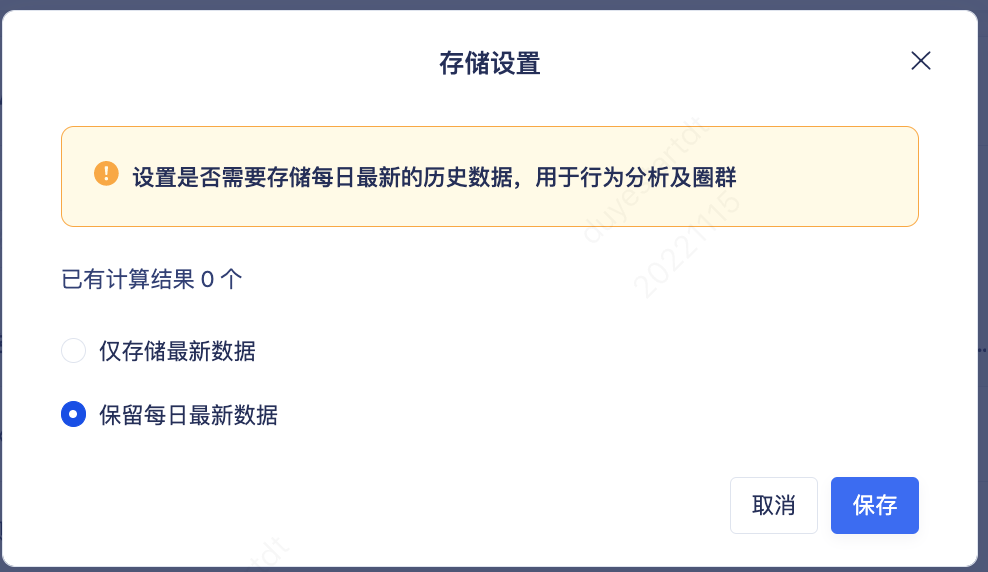 存储设置
设置是否需要存储每日最新的历史数据，用于行为分析及圈群
已有计算结果 0 个
仅存储最新数据
保留每日最新数据
取消
保存
20221115